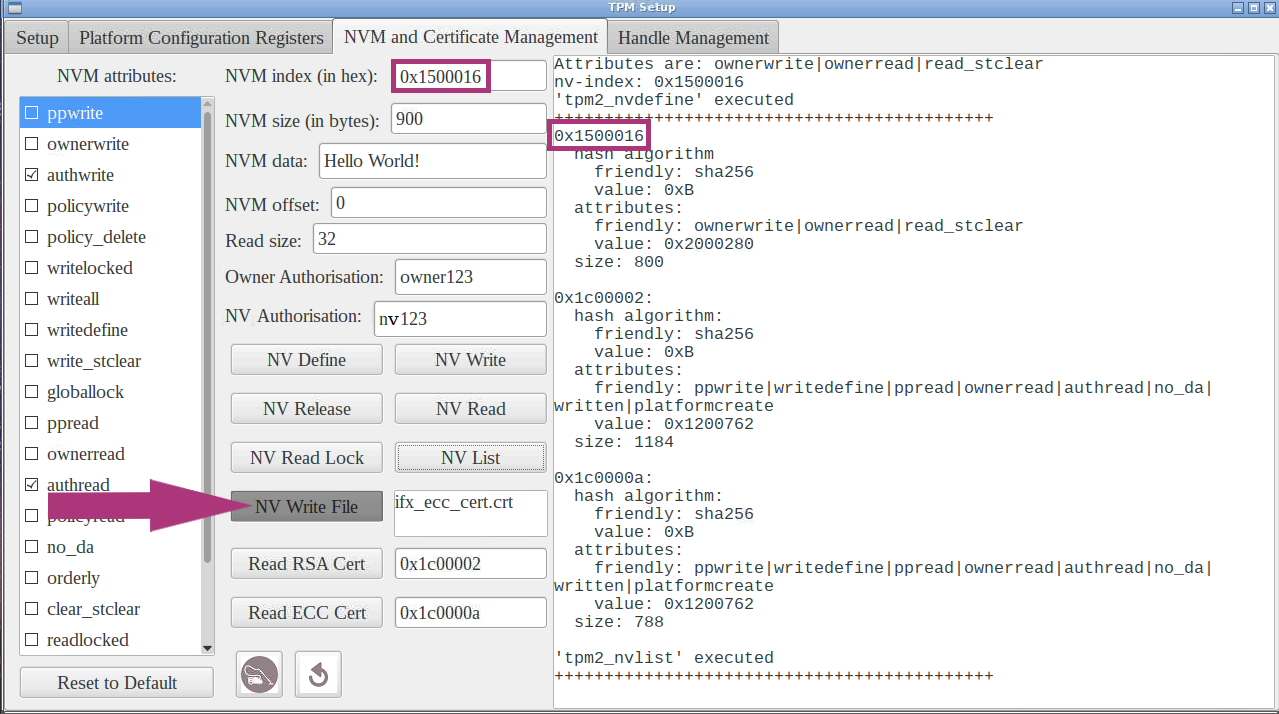 TPM Setup
Setup
Platform Configuration Registers
NVM and Certificate Management
Handle Management
NVM attributes:
ppwrite
ownerwrite
authwrite
policywrite
policy_delete
writelocked
writeall
writedefine
write_stclear
globallock
ppread
ownerread
authread
policyread
no_da
orderly
clear_stclear
readlocked
Reset to Default
NVM index (in hex): 0x1500016
NVM size (in bytes): 900
NVM data: Hello World!
NVM offset: 0
Read size: 32
Owner Authorisation: owner123
NV Authorisation: nv123
NV Define NV Write
NV Release NV Read
NV Read Lock NV List
NV Write File ifx_ecc_cert.crt
Read RSA Cert 0x1c00002
Read ECC Cert 0x1c0000a
Attributes are: ownerwrite|ownerread|read_stclear
nv-index: 0x1500016
'tpm2_nvdefine' executed
++++++++++++++++++++++++++++++++++++++++++++
0x1500016
hash algorithm
friendly: sha256
value: 0xB
attributes:
friendly: ownerwrite|ownerread|read_stclear
value: 0x2000280
size: 800
0x1c00002:
hash algorithm:
friendly: sha256
value: 0xB
attributes:
friendly: ppwrite|writedefine|ppread|ownerread|authread|no_da|
written|platformcreate
value: 0x1200762
size: 1184
0x1c0000a:
hash algorithm:
friendly: sha256
value: 0xB
attributes:
friendly: ppwrite|writedefine|ppread|ownerread|authread|no_da|
written|platformcreate
value: 0x1200762
size: 788
'tpm2_nvlist' executed
++++++++++++++++++++++++++++++++++++++++++++